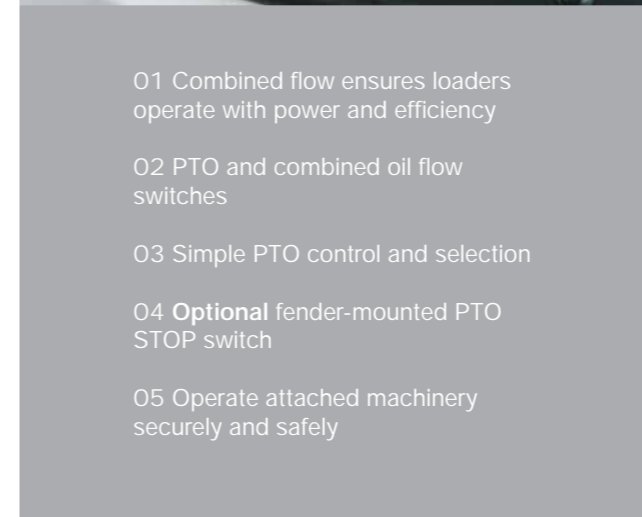 01 Combined flow ensures loaders
operate with power and efficiency
02 PTO and combined oil flow
switches
03 Simple PTO control and selection
04 Optional fender-mounted PTO
STOP switch
05 Operate attached machinery
securely and safely